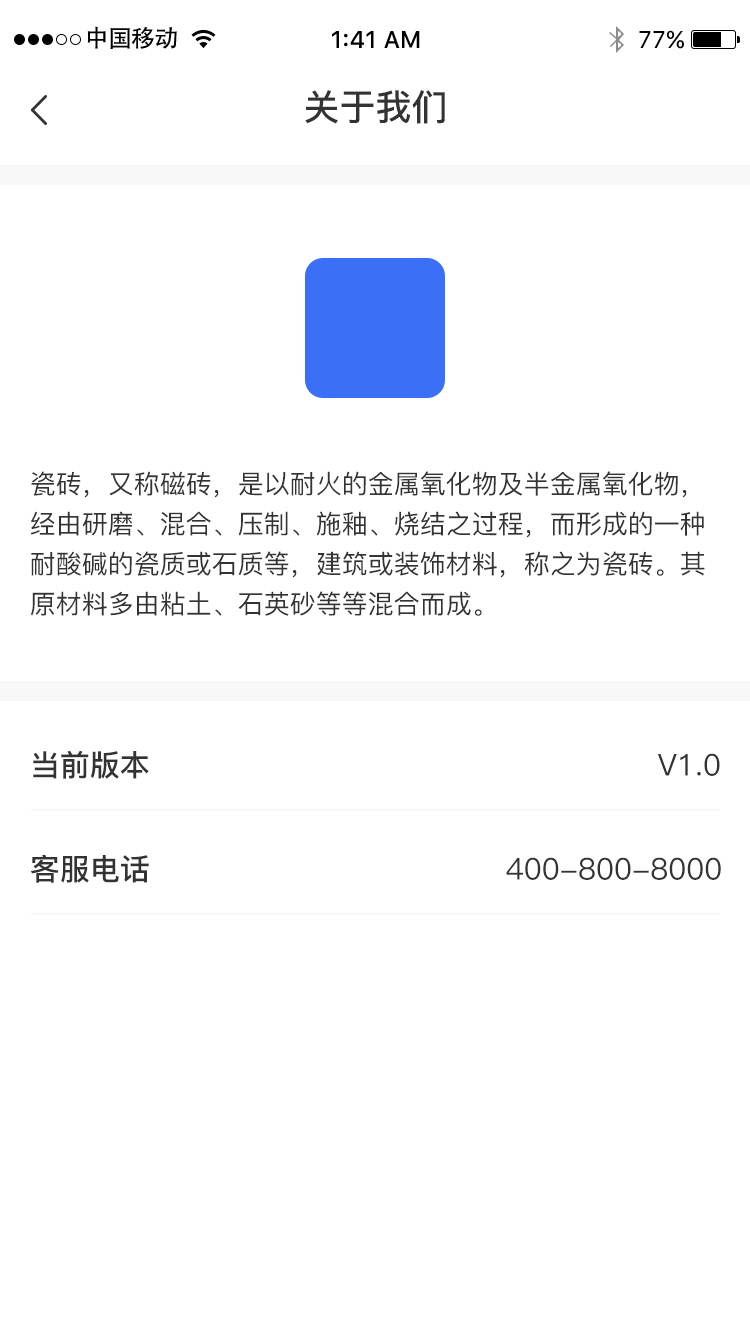 中国移动 1:41 AM 77%
关于我们
瓷砖，又称磁砖，是以耐火的金属氧化物及半金属氧化物，
经由研磨、混合、压制、施釉、烧结之过程，而形成的一种
耐酸碱的瓷质或石质等，建筑或装饰材料，称之为瓷砖。其
原材料多由粘土、石英砂等等混合而成。
当前版本 V1.0
客服电话 400–800–8000